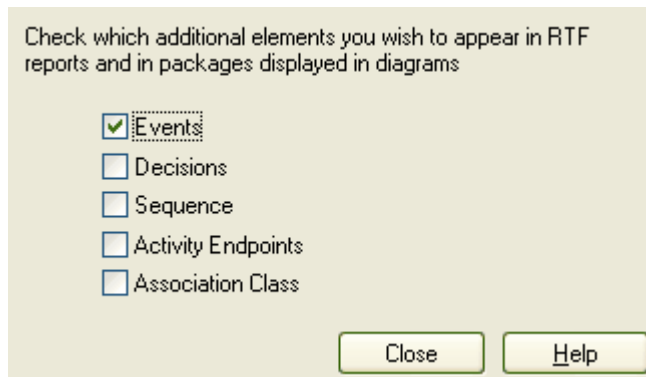 Check which additional elements you wish to appear in RTF
reports and in packages displayed in diagrams
Events
Decisions
Sequence
Activity Endpoints
Association Class
Close
Help